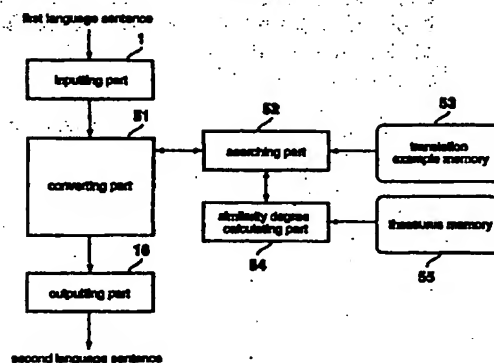 first language sentence
1
inputting part
51
converting part
52
searching part
53
translation
example memory
similarity degree
calculating part
54
thesaurus memory
55
16
outputting part
second language sentence